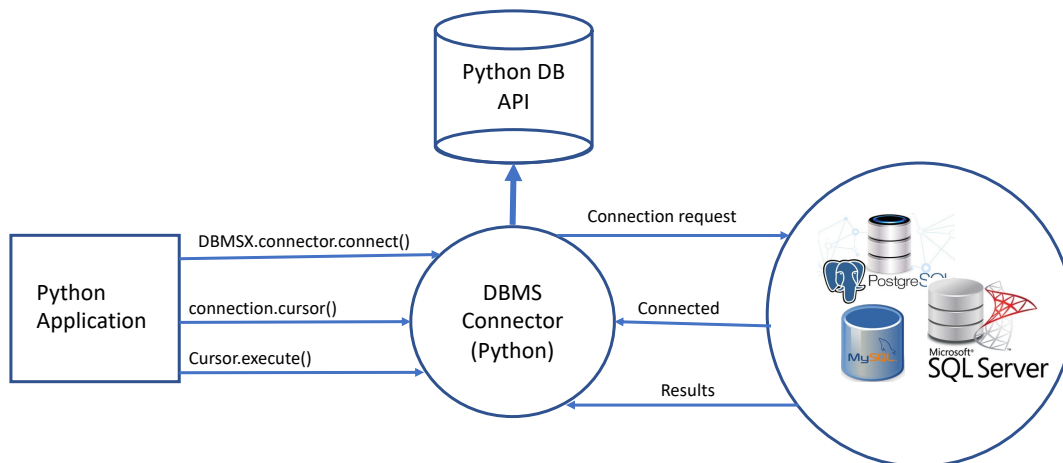 Python DB
API
DBMSX.connector.connect()
Connection request
Python
Application
connection.cursor()
DBMS
Connector
(Python)
Connected
Cursor.execute()
Results
PostgreSQL
MySQL
Microsoft®
SQL Server